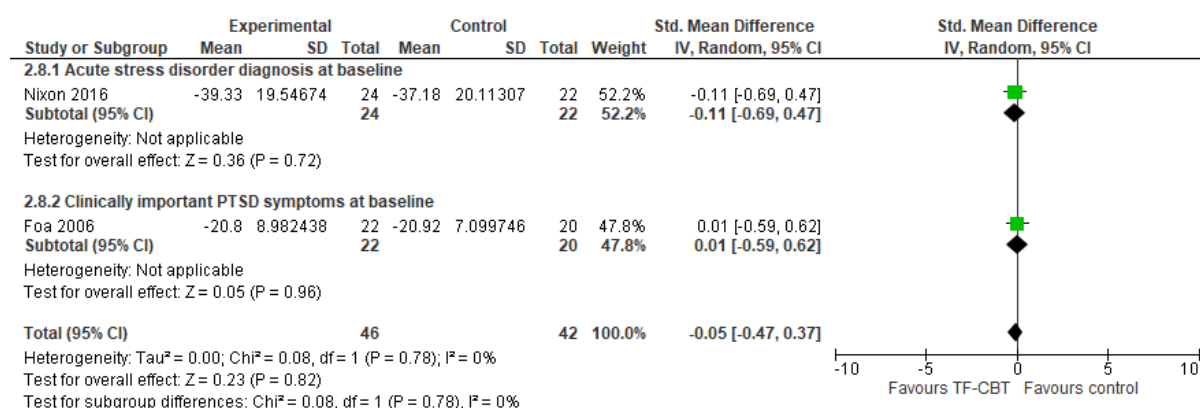 Experimental Control Std. Mean Difference Std. Mean Difference
Study or Subgroup Mean SD Total Mean SD Total Weight IV, Random, 95% CI IV, Random, 95% CI
2.8.1 Acute stress disorder diagnosis at baseline
Nixon 2016 -39.33 19.54674 24 -37.18 20.11307 22 52.2% -0.11 [-0.69, 0.47]
Subtotal (95% CI) 24 22 52.2% -0.11 [-0.69, 0.47]
Heterogeneity: Not applicable
Test for overall effect: Z = 0.36 (P = 0.72)
2.8.2 Clinically important PTSD symptoms at baseline
Foa 2006 -20.8 8.982438 22 -20.92 7.099746 20 47.8% 0.01 [-0.59, 0.62]
Subtotal (95% CI) 22 20 47.8% 0.01 [-0.59, 0.62]
Heterogeneity: Not applicable
Test for overall effect: Z = 0.05 (P = 0.96)
Total (95% CI) 46 42 100.0% -0.05 [-0.47, 0.37]
Heterogeneity: Tau² = 0.00; Chi² = 0.08, df = 1 (P = 0.78); I² = 0%
Test for overall effect: Z = 0.23 (P = 0.82)
Test for subgroup differences: Chi² = 0.08, df = 1 (P = 0.78), I² = 0%
-10 -5 0 5 10
Favours TF-CBT Favours control